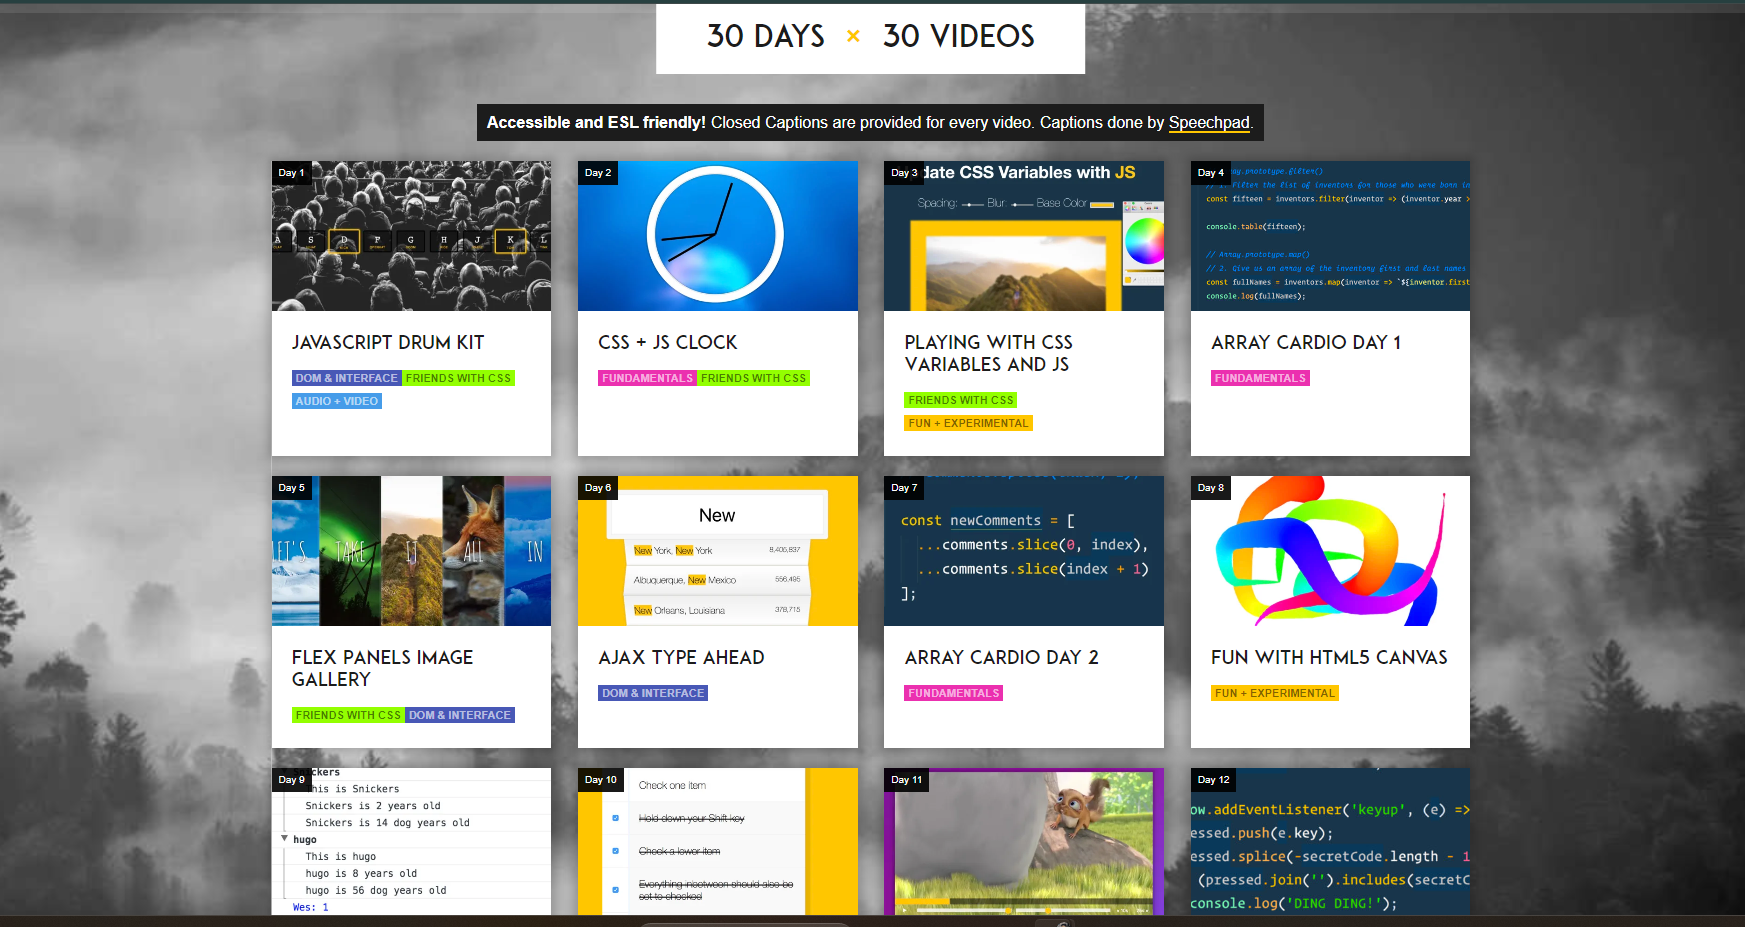 30 DAYS × 30 VIDEOS
Accessible and ESL friendly! Closed Captions are provided for every video. Captions done by Speechpad.
Day 1
A S D F G H J K L
JAVASCRIPT DRUM KIT
DOM & INTERFACE FRIENDS WITH CSS
AUDIO + VIDEO
Day 2
CSS + JS CLOCK
FUNDAMENTALS FRIENDS WITH CSS
Day 3
date CSS Variables with JS
Spacing: Blur: Base Color
PLAYING WITH CSS
VARIABLES AND JS
FRIENDS WITH CSS
FUN + EXPERIMENTAL
Day 4
ay.prototype.filter()
// Filter the list of inventors for those who were born in
const fifteen = inventors.filter(inventor => (inventor.year >
console.table(fifteen);
// Array.prototype.map()
// 2. Give us an array of the inventory first and last names
const fullNames = inventors.map(inventor => `${inventor.first
console.log(fullNames);
ARRAY CARDIO DAY 1
FUNDAMENTALS
Day 5
LET'S TAKE IT ALL IN
FLEX PANELS IMAGE
GALLERY
FRIENDS WITH CSS DOM & INTERFACE
Day 6
New
New York, New York 8,405,837
Albuquerque, New Mexico 556,495
New Orleans, Louisiana 378,715
AJAX TYPE AHEAD
DOM & INTERFACE
Day 7
const newComments = [
...comments.slice(0, index),
...comments.slice(index + 1)
];
ARRAY CARDIO DAY 2
FUNDAMENTALS
Day 8
FUN WITH HTML5 CANVAS
FUN + EXPERIMENTAL
Day 9
ckers
his is Snickers
Snickers is 2 years old
Snickers is 14 dog years old
▼ hugo
This is hugo
hugo is 8 years old
hugo is 56 dog years old
Wes: 1
Day 10
Check one item
Hold down your Shift key
Check a lower item
Everything inbetween should also be
set to checked
Day 11
Day 12
ow.addEventListener('keyup', (e) =>
essed.push(e.key);
essed.splice(-secretCode.length - 1
(pressed.join('').includes(secretC
console.log('DING DING!');